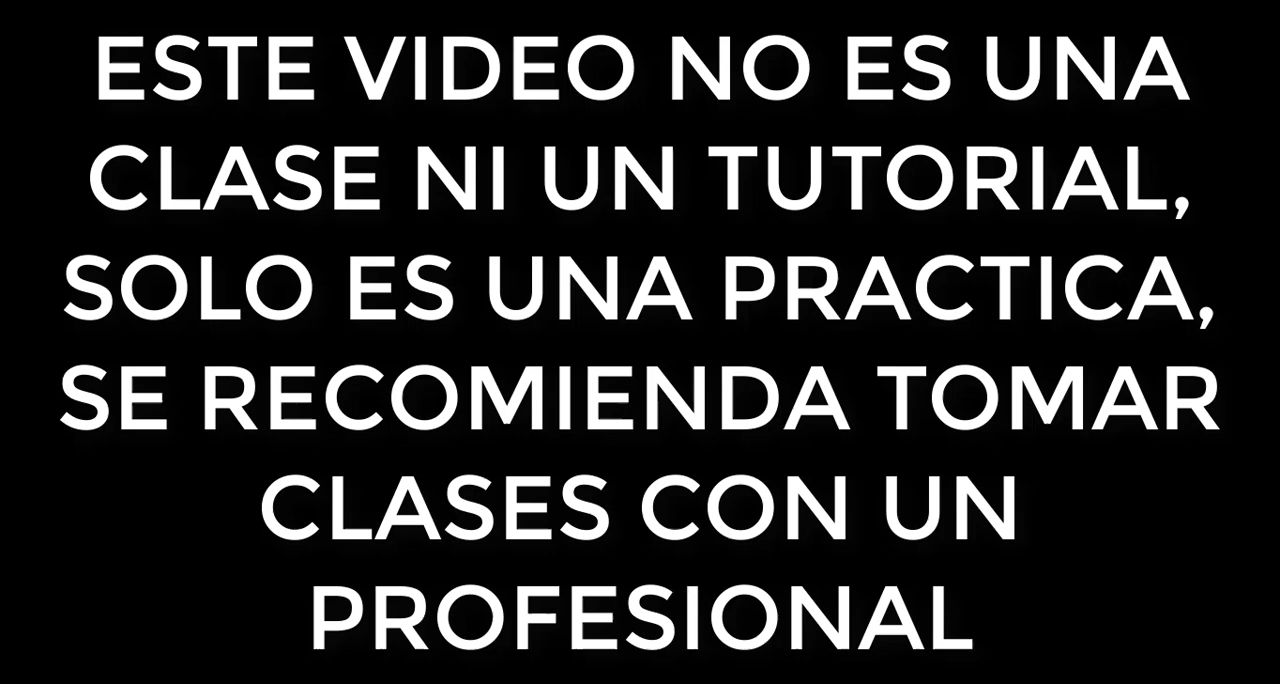 ESTE VIDEO NO ES UNA
CLASE NI UN TUTORIAL,
SOLO ES UNA PRACTICA,
SE RECOMIENDA TOMAR
CLASES CON UN
PROFESIONAL